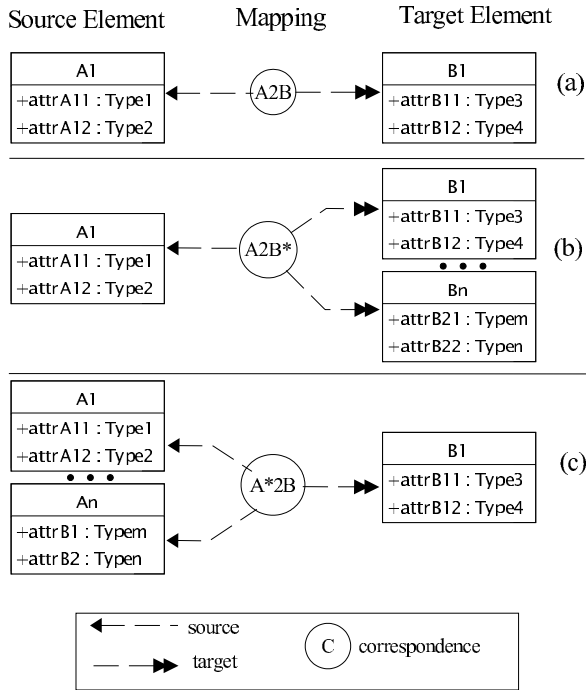 Source Element Mapping Target Element
A1
+attrA11 : Type1
+attrA12 : Type2
A2B
B1
+attrB11 : Type3
+attrB12 : Type4
(a)
A1
+attrA11 : Type1
+attrA12 : Type2
A2B*
B1
+attrB11 : Type3
+attrB12 : Type4
• • •
Bn
+attrB21 : Typem
+attrB22 : Typen
(b)
A1
+attrA11 : Type1
+attrA12 : Type2
• • •
An
+attrB1 : Typem
+attrB2 : Typen
A*2B
B1
+attrB11 : Type3
+attrB12 : Type4
(c)
source
target
C correspondence